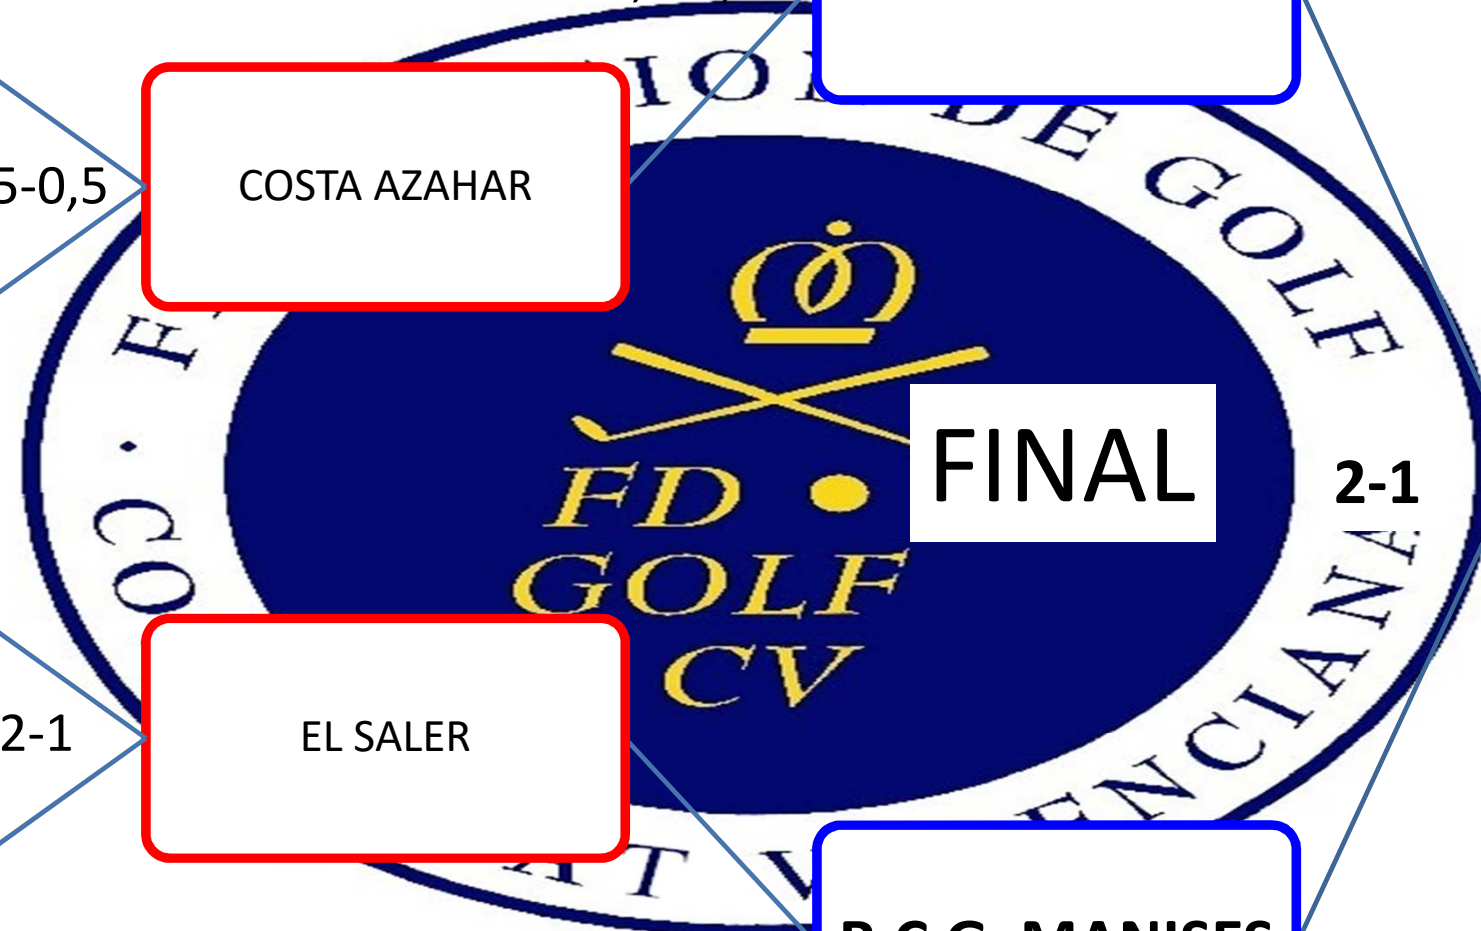 DE GOLF
5-0,5
COSTA AZAHAR
FINAL
2-1
FD
GOLF
CV
2-1
EL SALER